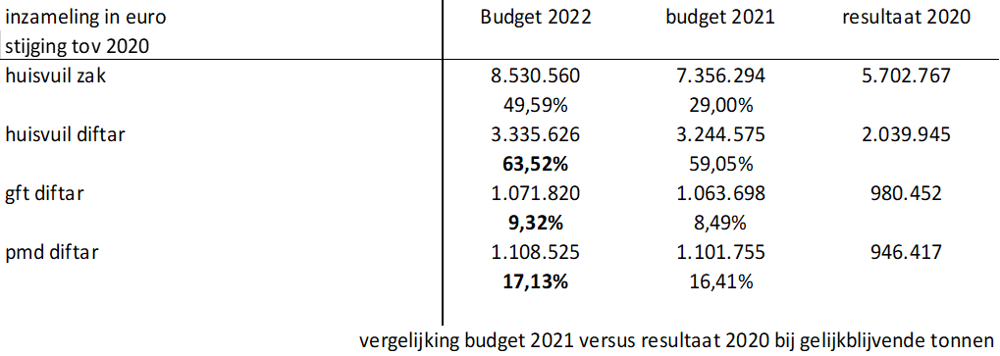 inzameling in euro Budget 2022 budget 2021 resultaat 2020
stijging tov 2020
huisvuil zak 8.530.560 7.356.294 5.702.767
49,59% 29,00%
huisvuil diftar 3.335.626 3.244.575 2.039.945
63,52% 59,05%
gft diftar 1.071.820 1.063.698 980.452
9,32% 8,49%
pmd diftar 1.108.525 1.101.755 946.417
17,13% 16,41%
vergelijking budget 2021 versus resultaat 2020 bij gelijkblijvende tonnen